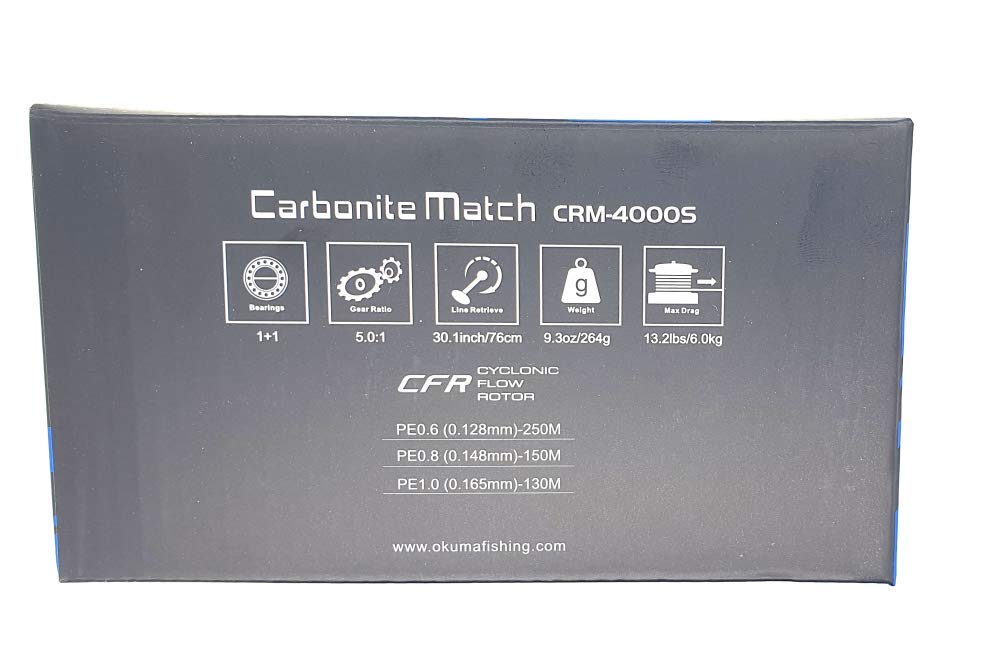 Carbonite Match CRM-4000S
Bearings Gear Ratio Line Retrieve g Weight Max Drag
1+1 5.0:1 30.1inch/76cm 9.3oz/264g 13.2lbs/6.0kg
CFR CYCLONIC
FLOW
ROTOR
PE0.6 (0.128mm)-250M
PE0.8 (0.148mm)-150M
PE1.0 (0.165mm)-130M
www.okumafishing.com